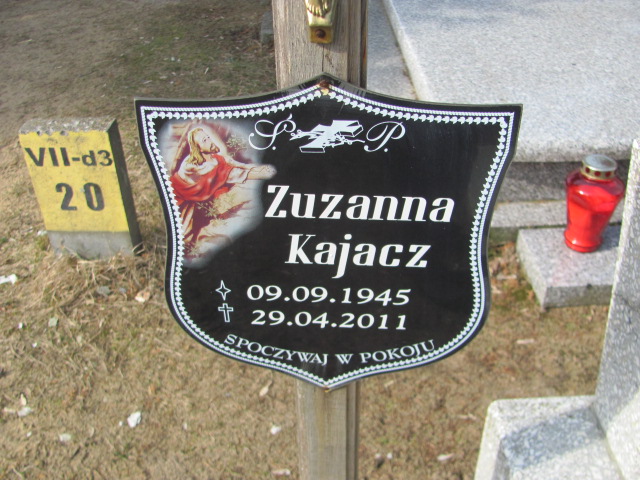 VII-d3
20
Ś. P.
Zuzanna
Kajacz
09.09.1945
29.04.2011
SPOCZYWAJ W POKOJU